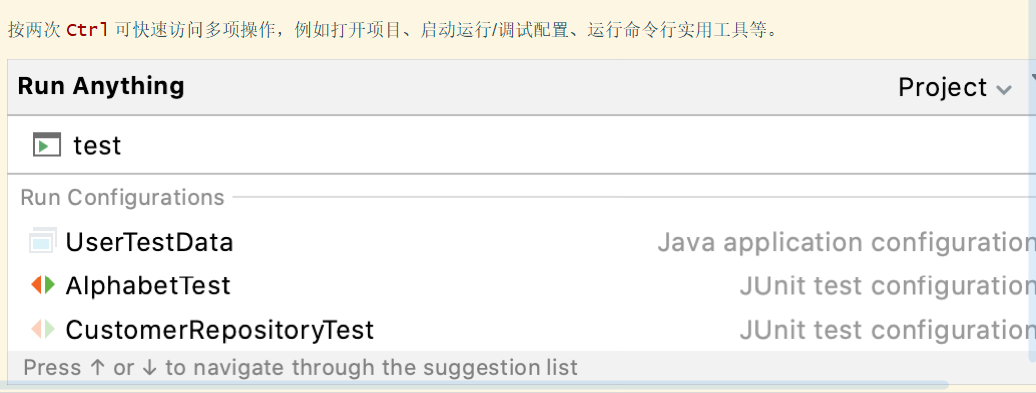 按两次 Ctrl 可快速访问多项操作，例如打开项目、启动运行/调试配置、运行命令行实用工具等。
Run Anything
Project
test
Run Configurations
UserTestData
Java application configuration
AlphabetTest
JUnit test configuration
CustomerRepositoryTest
JUnit test configuration
Press ↑ or ↓ to navigate through the suggestion list